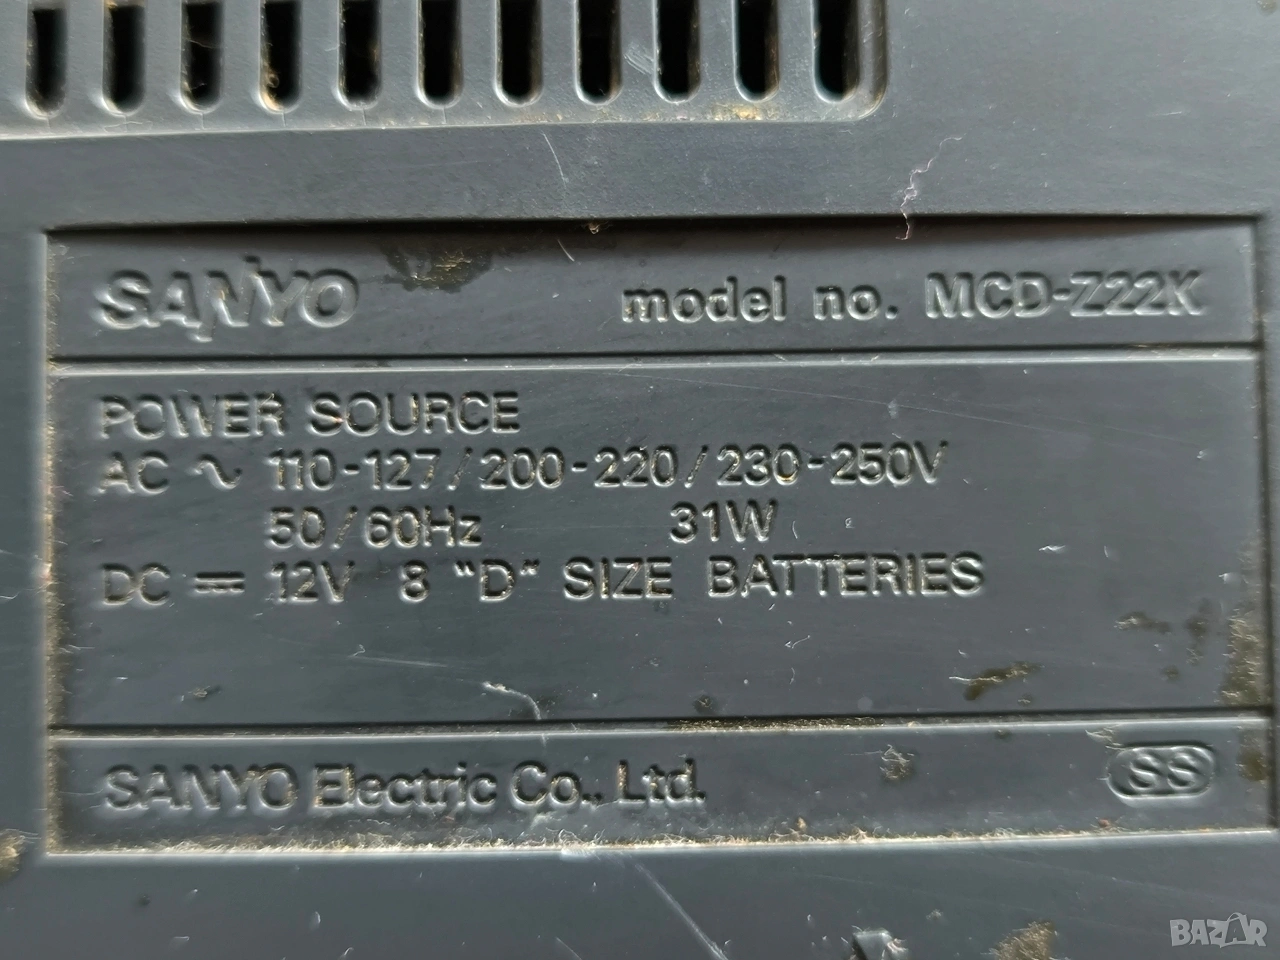 SANYO model no. MCD-Z22K
POWER SOURCE
AC ∿ 110-127/200-220/230-250V
50/60Hz 31W
DC ⎓ 12V 8 "D" SIZE BATTERIES
SANYO Electric Co., Ltd. SS
BAZAR